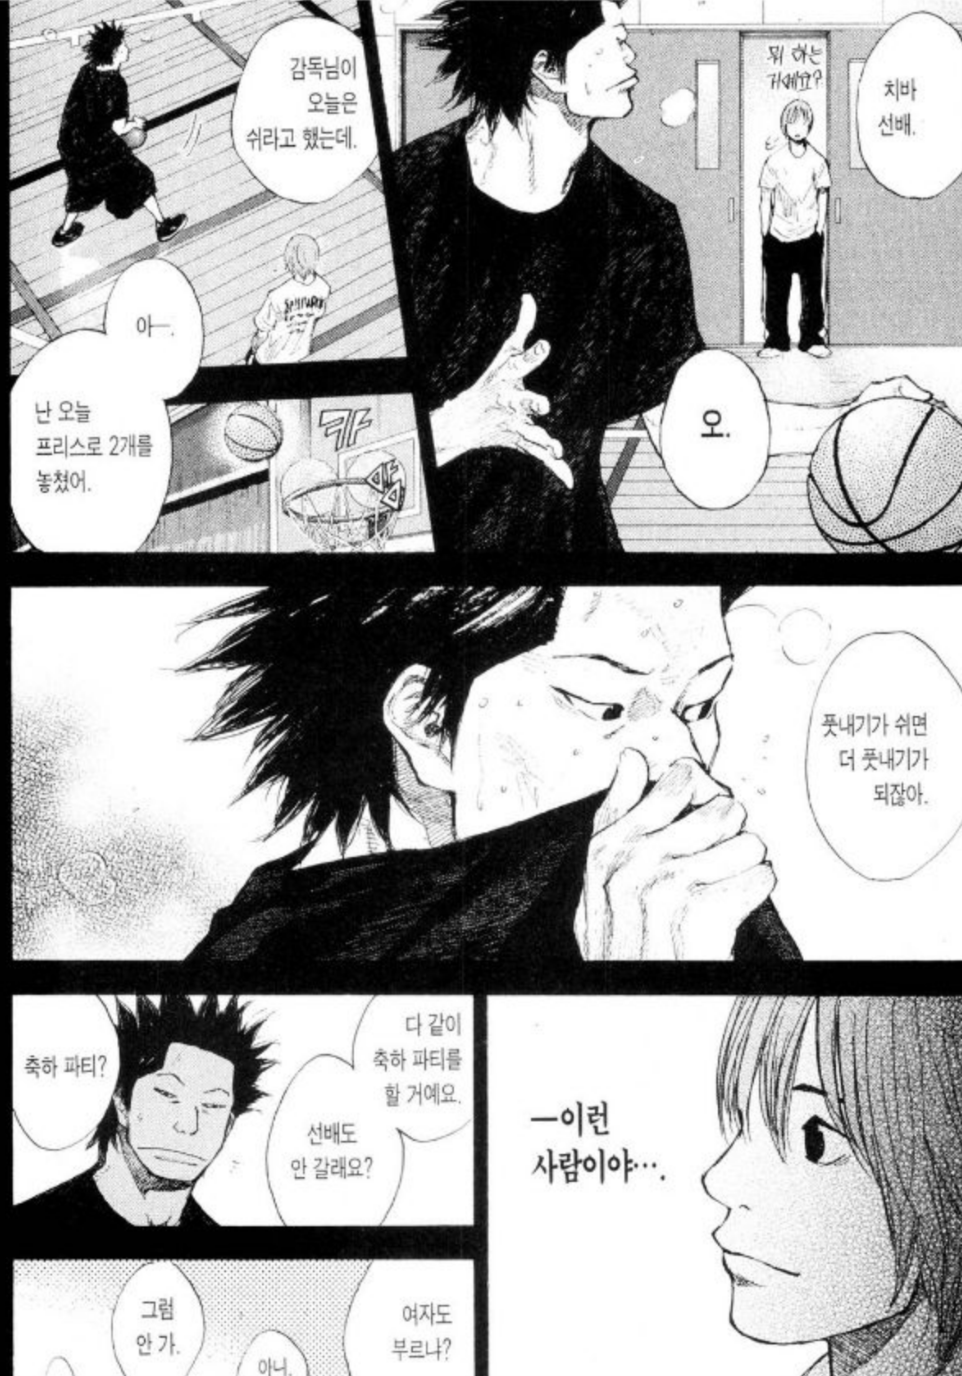 치바
선배.
뭐 하는
거예요?
오.
감독님이
오늘은
쉬라고 했는데.
아―.
난 오늘
프리스로 2개를
놓쳤어.
카
앙
풋내기가 쉬면
더 풋내기가
되잖아.
―이런
사람이야….
다 같이
축하 파티를
할 거예요.
선배도
안 갈래요?
축하 파티?
여자도
부르냐?
아니.
그럼
안 가.